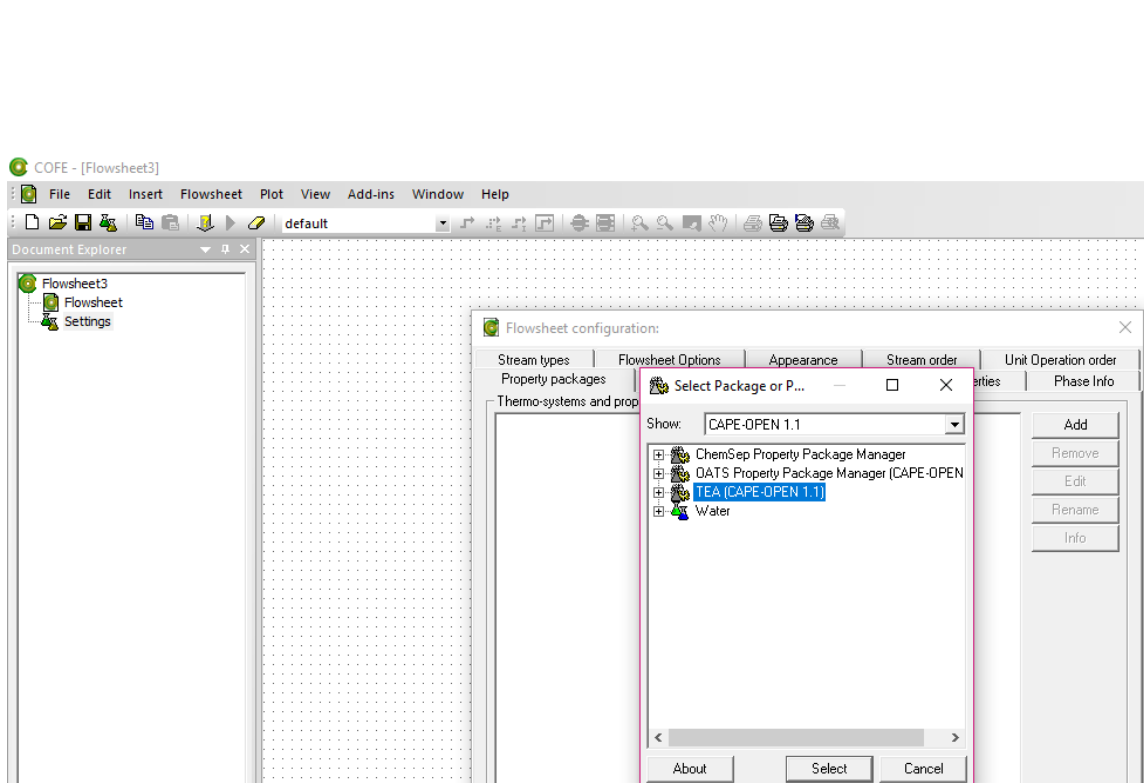 COFE - [Flowsheet3]
File Edit Insert Flowsheet Plot View Add-ins Window Help
default
Document Explorer
Flowsheet3
Flowsheet
Settings
Flowsheet configuration:
Stream types Flowsheet Options Appearance Stream order Unit Operation order
Property packages erties Phase Info
Thermo-systems and prop
Add
Remove
Edit
Rename
Info
Select Package or P...
Show: CAPE-OPEN 1.1
ChemSep Property Package Manager
OATS Property Package Manager (CAPE-OPEN
TEA (CAPE-OPEN 1.1)
Water
About Select Cancel